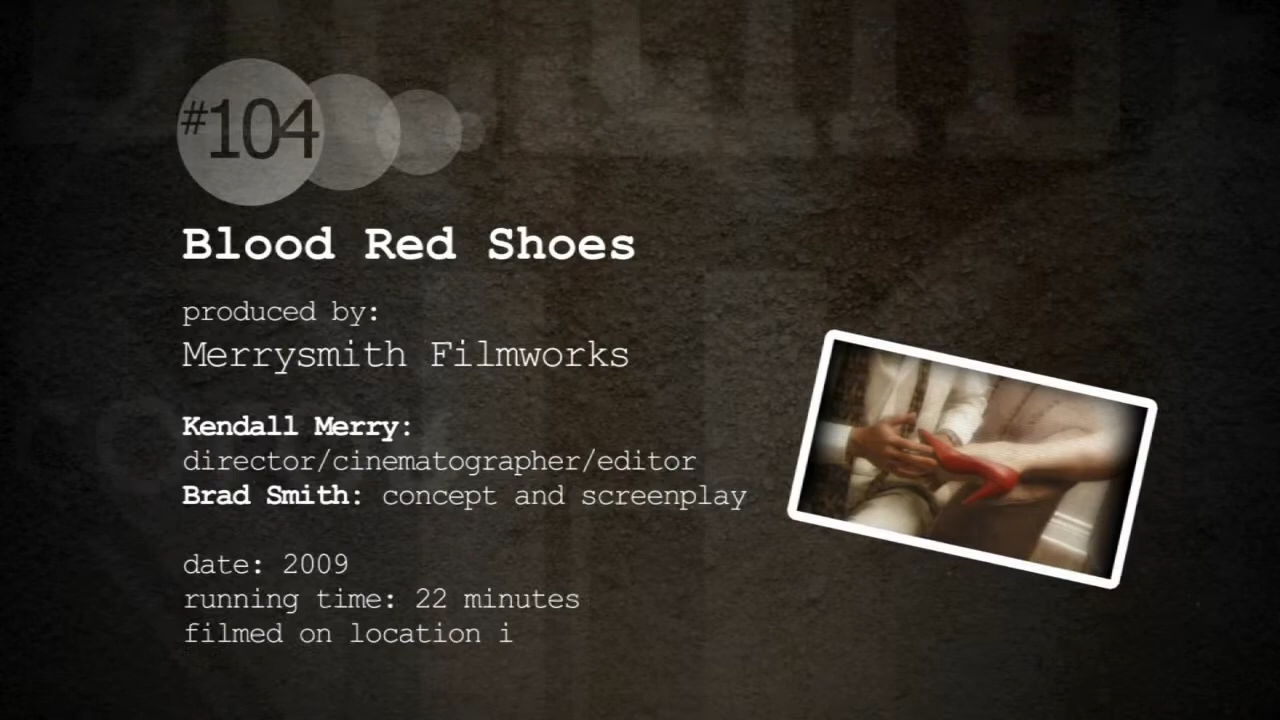 #104
Blood Red Shoes
produced by:
Merrysmith Filmworks
Kendall Merry:
director/cinematographer/editor
Brad Smith: concept and screenplay
date: 2009
running time: 22 minutes
filmed on location i